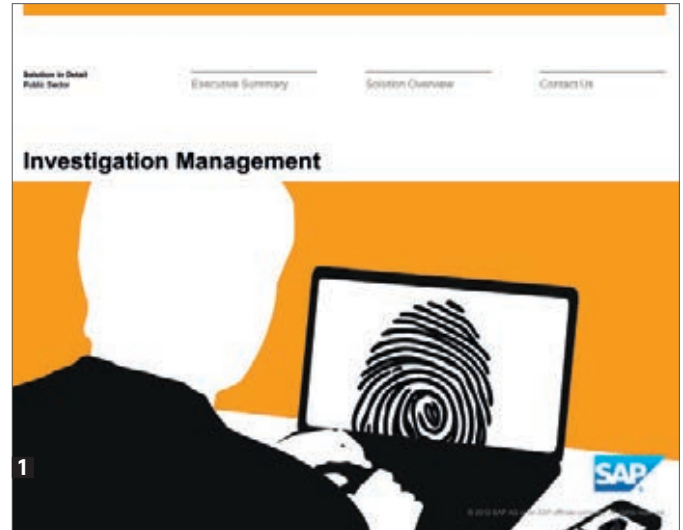 Solution in Detail
Public Sector
Executive Summary
Solution Overview
Contact Us
Investigation Management
1
SAP